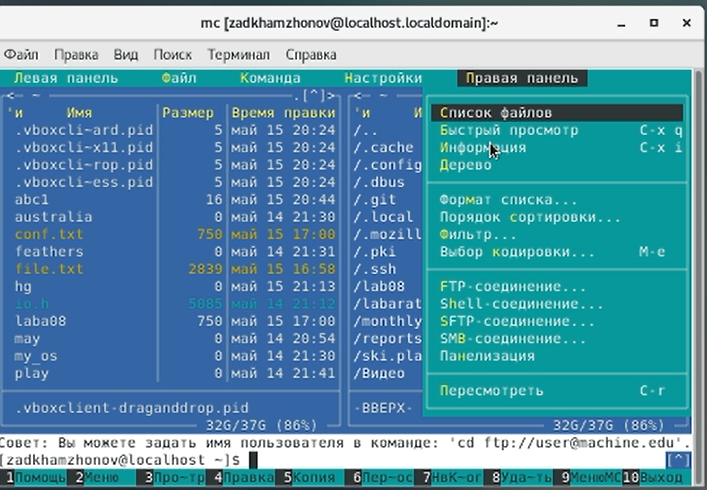 mc [zadkhamzhonov@localhost.localdomain]:~
Файл Правка Вид Поиск Терминал Справка
Левая панель Файл Команда Настройки Правая панель
<— ~ .[^]> <— ~
'и Имя Размер Время правки 'и И Список файлов
.vboxcli~ard.pid 5 май 15 20:24 /.. Быстрый просмотр C-x q
.vboxcli~x11.pid 5 май 15 20:24 /.cache Информация C-x i
.vboxcli~rop.pid 5 май 15 20:24 /.config Дерево
.vboxcli~ess.pid 5 май 15 20:24 /.dbus
abc1 16 май 15 20:44 /.git Формат списка...
australia 0 май 14 21:30 /.local Порядок сортировки...
conf.txt 750 май 15 17:00 /.mozill Фильтр...
feathers 0 май 14 21:31 /.pki Выбор кодировки... M-e
file.txt 2839 май 15 16:58 /.ssh
hg 0 май 15 21:13 /lab08 FTP-соединение...
io.h 5085 май 14 21:12 /labarat Shell-соединение...
laba08 750 май 15 17:00 /monthly SFTP-соединение...
may 0 май 14 20:54 /reports SMB-соединение...
my_os 0 май 14 21:30 /ski.pla Панелизация
play 0 май 14 21:41 /Видео
Пересмотреть C-r
.vboxclient-draganddrop.pid -ВВЕРХ-
32G/37G (86%) 32G/37G (86%)
Совет: Вы можете задать имя пользователя в команде: 'cd ftp://user@machine.edu'.
[zadkhamzhonov@localhost ~]$ [^]
1Помощь 2Меню 3Про~тр 4Правка 5Копия 6Пер~ос 7НвК~ог 8Уда~ть 9МенюMC 10Выход